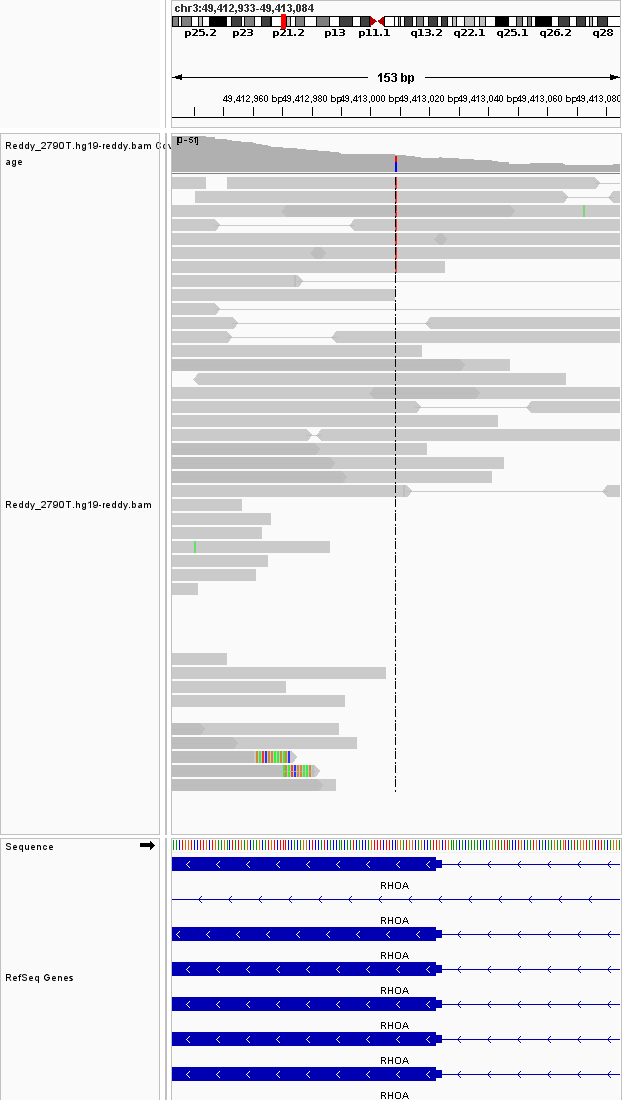 chr3:49,412,933-49,413,084
p25.2 p23 p21.2 p13 p11.1 q13.2 q22.1 q25.1 q26.2 q28
153 bp
49,412,960 bp 49,412,980 bp 49,413,000 bp 49,413,020 bp 49,413,040 bp 49,413,060 bp 49,413,080
Reddy_2790T.hg19-reddy.bam Cov
age
[0-51]
Reddy_2790T.hg19-reddy.bam
Sequence
RHOA
RHOA
RHOA
RefSeq Genes
RHOA
RHOA
RHOA
RHOA